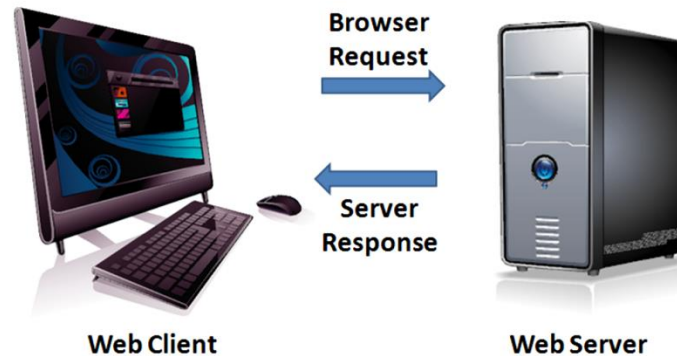 Browser
Request
Server
Response
Web Client
Web Server